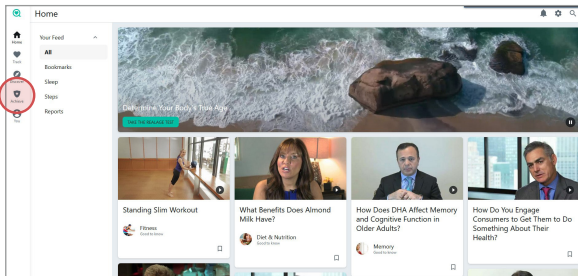 Home
Home
Track
Discover
Achieve
You
Your Feed
All
Bookmarks
Sleep
Steps
Reports
Determine Your Body's True Age
TAKE THE REALAGE TEST
Standing Slim Workout
Fitness
Good to know
What Benefits Does Almond
Milk Have?
Diet & Nutrition
Good to know
How Does DHA Affect Memory
and Cognitive Function in
Older Adults?
Memory
Good to know
How Do You Engage
Consumers to Get Them to Do
Something About Their
Health?